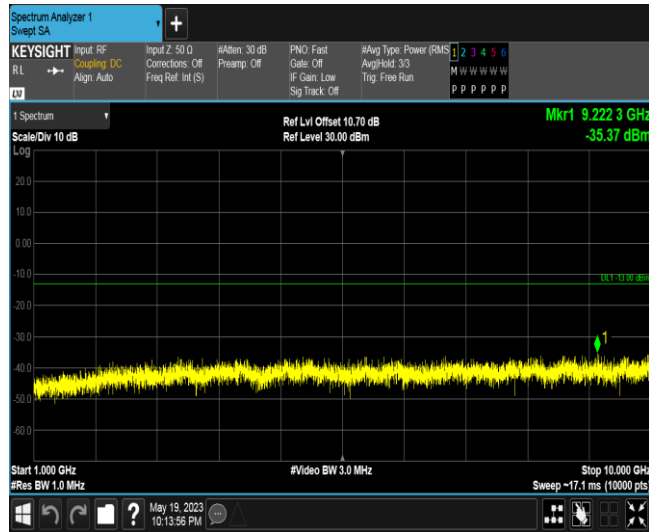 Spectrum Analyzer 1
Swept SA
+
KEYSIGHT
RL
LXI
Input: RF
Coupling: DC
Align: Auto
Input Z: 50 Ω
Corrections: Off
Freq Ref: Int (S)
#Atten: 30 dB
Preamp: Off
PNO: Fast
Gate: Off
IF Gain: Low
Sig Track: Off
#Avg Type: Power (RMS
Avg|Hold: 3/3
Trig: Free Run
1 2 3 4 5 6
M W W W W W
P P P P P P
1 Spectrum
Scale/Div 10 dB
Log
Ref Lvl Offset 10.70 dB
Ref Level 30.00 dBm
Mkr1 9.222 3 GHz
-35.37 dBm
20.0
10.0
0.00
-10.0
DL1 -13.00 dBm
-20.0
-30.0
1
-40.0
-50.0
-60.0
Start 1.000 GHz
#Res BW 1.0 MHz
#Video BW 3.0 MHz
Stop 10.000 GHz
Sweep ~17.1 ms (10000 pts)
?
May 19, 2023
10:13:56 PM